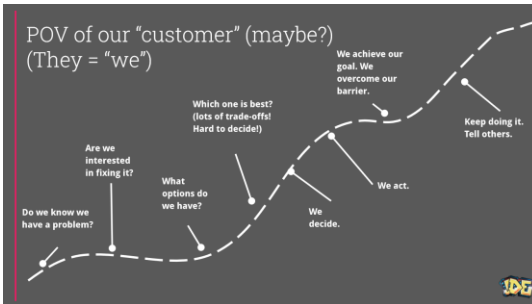 POV of our “customer” (maybe?)
(They = “we”)
Do we know we
have a problem?
Are we
interested
in fixing it?
What
options do
we have?
Which one is best?
(lots of trade-offs!
Hard to decide!)
We
decide.
We act.
We achieve our
goal. We
overcome our
barrier.
Keep doing it.
Tell others.